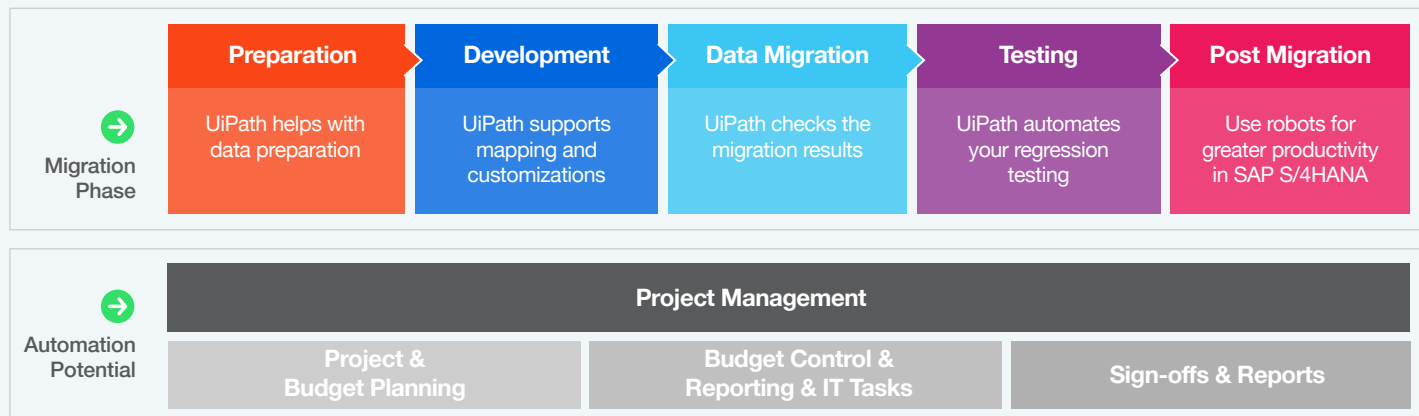 Preparation
Development
Data Migration
Testing
Post Migration
UiPath helps with
data preparation
UiPath supports
mapping and
customizations
UiPath checks the
migration results
UiPath automates
your regression
testing
Use robots for
greater productivity
in SAP S/4HANA
Migration
Phase
Automation
Potential
Project Management
Project &
Budget Planning
Budget Control &
Reporting & IT Tasks
Sign-offs & Reports